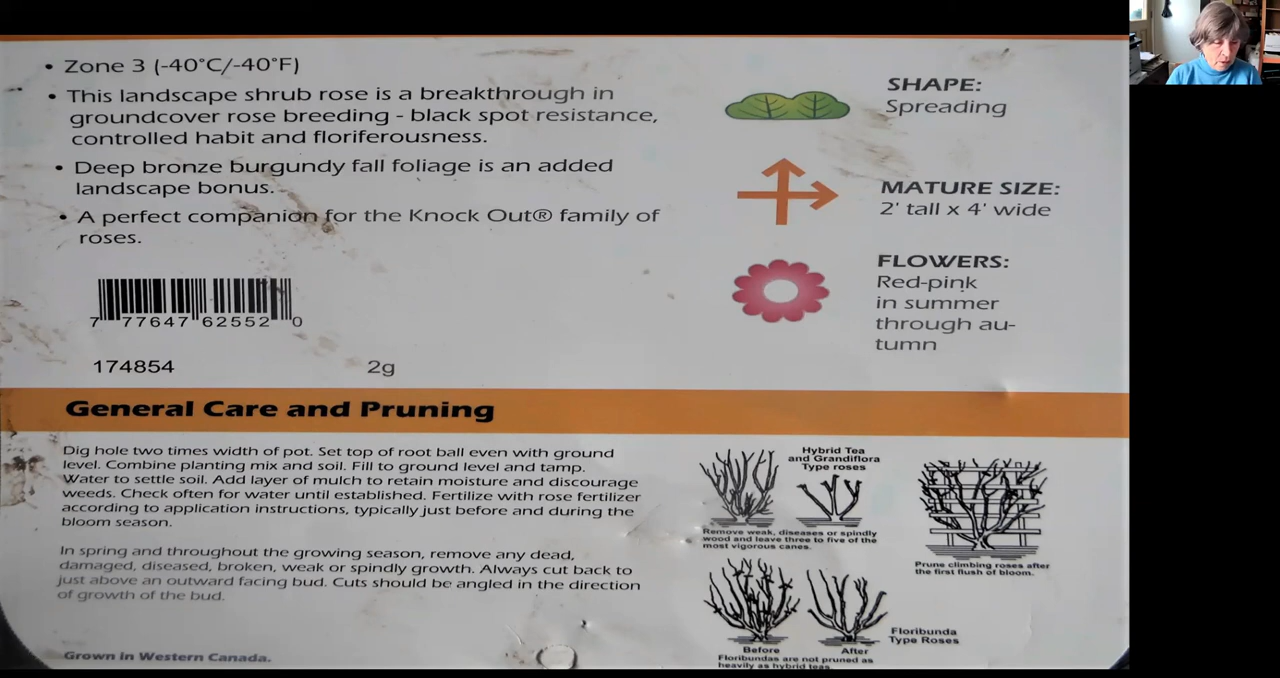 • Zone 3 (-40°C/-40°F)
• This landscape shrub rose is a breakthrough in
groundcover rose breeding - black spot resistance,
controlled habit and floriferousness.
• Deep bronze burgundy fall foliage is an added
landscape bonus.
• A perfect companion for the Knock Out® family of
roses.
7 77647 62552 0
174854 2g
SHAPE:
Spreading
MATURE SIZE:
2' tall x 4' wide
FLOWERS:
Red-pink
in summer
through au-
tumn
General Care and Pruning
Dig hole two times width of pot. Set top of root ball even with ground
level. Combine planting mix and soil. Fill to ground level and tamp.
Water to settle soil. Add layer of mulch to retain moisture and discourage
weeds. Check often for water until established. Fertilize with rose fertilizer
according to application instructions, typically just before and during the
bloom season.
In spring and throughout the growing season, remove any dead,
damaged, diseased, broken, weak or spindly growth. Always cut back to
just above an outward facing bud. Cuts should be angled in the direction
of growth of the bud.
Grown in Western Canada.
Hybrid Tea
and Grandiflora
Type roses
Remove weak, diseases or spindly
wood and leave three to five of the
most vigorous canes.
Prune climbing roses after
the first flush of bloom.
Floribunda
Type Roses
Before After
Floribundas are not pruned as
heavily as hybrid teas.